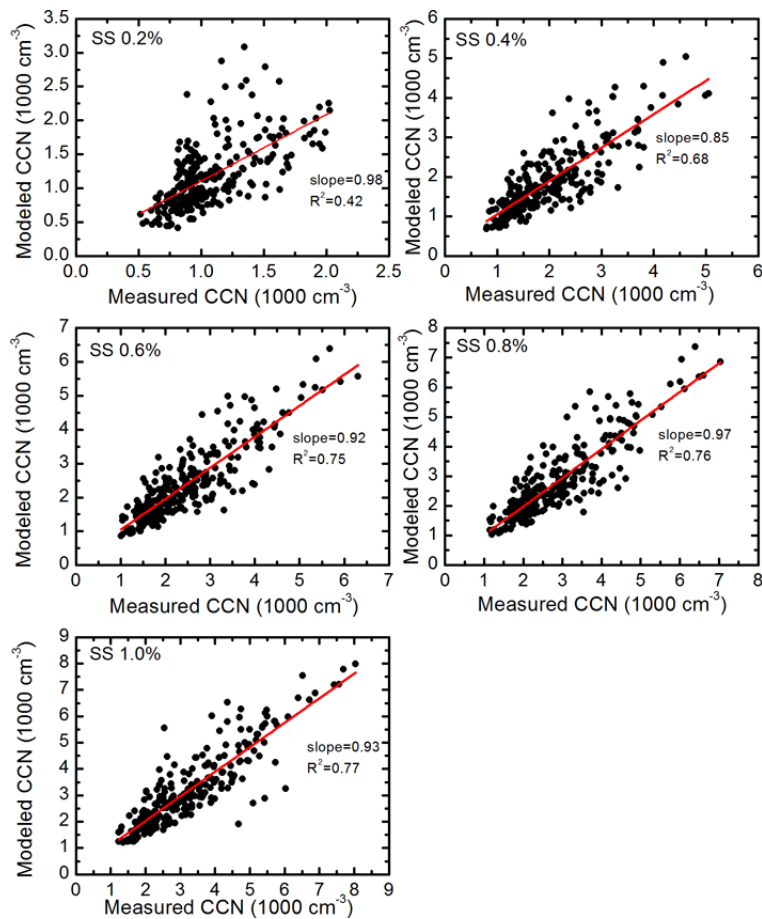 SS 0.2%
3.5
3.0
2.5
2.0
1.5
1.0
0.5
0.0
Modeled CCN (1000 cm⁻³)
slope=0.98
R²=0.42
0.0 0.5 1.0 1.5 2.0 2.5
Measured CCN (1000 cm⁻³)
SS 0.4%
6
5
4
3
2
1
0
Modeled CCN (1000 cm⁻³)
slope=0.85
R²=0.68
0 1 2 3 4 5 6
Measured CCN (1000 cm⁻³)
SS 0.6%
7
6
5
4
3
2
1
0
Modeled CCN (1000 cm⁻³)
slope=0.92
R²=0.75
0 1 2 3 4 5 6 7
Measured CCN (1000 cm⁻³)
SS 0.8%
8
7
6
5
4
3
2
1
0
Modeled CCN (1000 cm⁻³)
slope=0.97
R²=0.76
0 1 2 3 4 5 6 7 8
Measured CCN (1000 cm⁻³)
SS 1.0%
9
8
7
6
5
4
3
2
1
0
Modeled CCN (1000 cm⁻³)
slope=0.93
R²=0.77
0 1 2 3 4 5 6 7 8 9
Measured CCN (1000 cm⁻³)